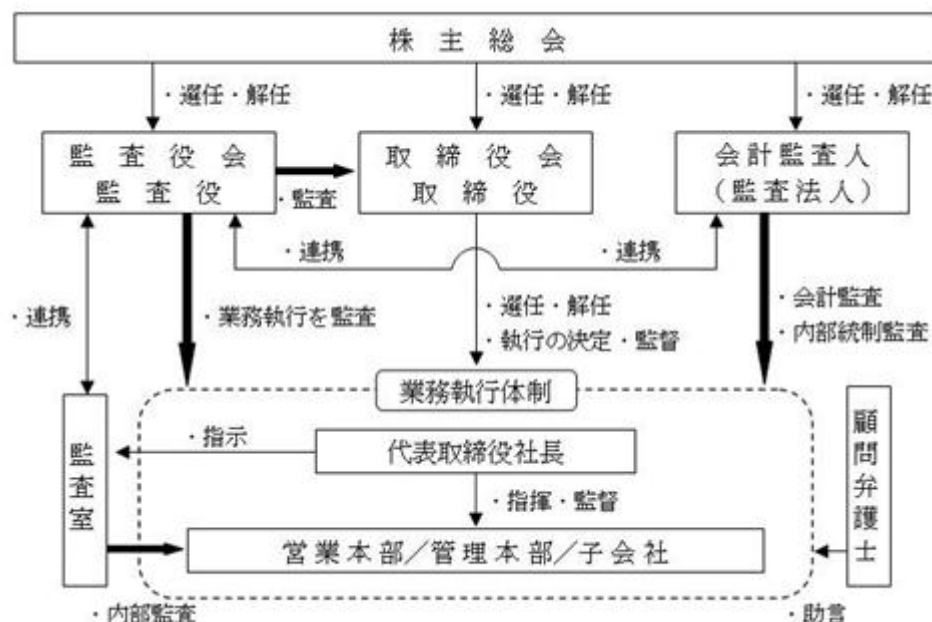 株主総会
・選任・解任
・選任・解任
・選任・解任
監査役会
監査役
・監査
取締役会
取締役
会計監査人
（監査法人）
・連携
・連携
・連携
・業務執行を監査
・選任・解任
・執行の決定・監督
・会計監査
・内部統制監査
業務執行体制
監査室
・指示
代表取締役社長
・指揮・監督
営業本部／管理本部／子会社
顧問弁護士
・内部監査
・助言